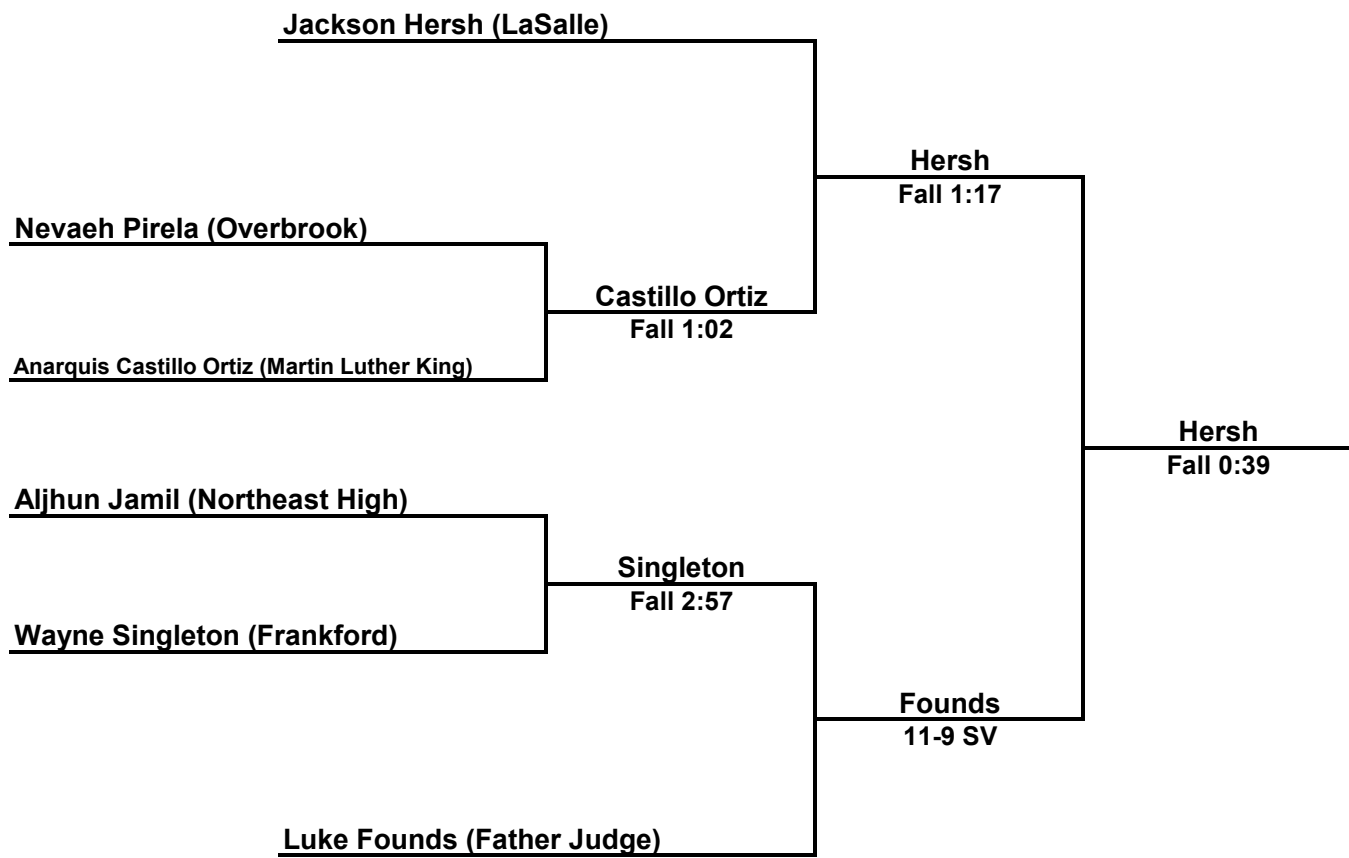 Jackson Hersh (LaSalle)
Hersh
Fall 1:17
Nevaeh Pirela (Overbrook)
Castillo Ortiz
Fall 1:02
Anarquis Castillo Ortiz (Martin Luther King)
Hersh
Fall 0:39
Aljhun Jamil (Northeast High)
Singleton
Fall 2:57
Wayne Singleton (Frankford)
Founds
11-9 SV
Luke Founds (Father Judge)